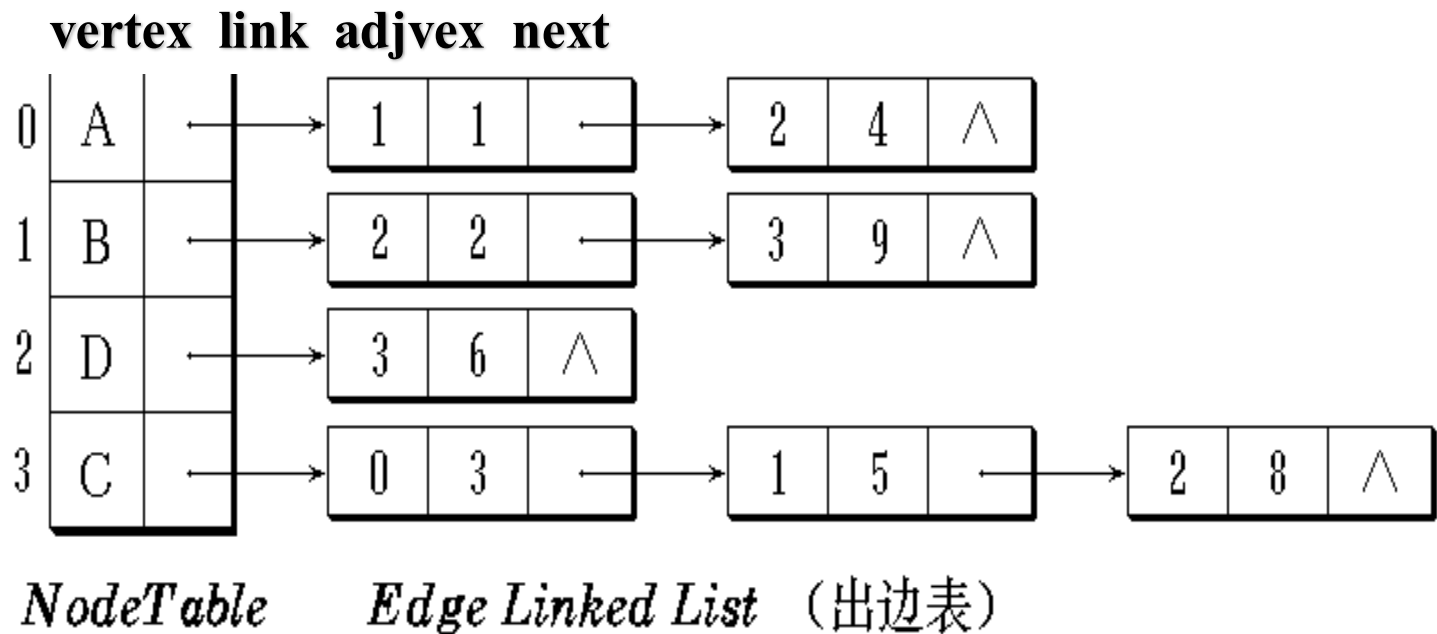 vertex link adjvex next
0 A 1 1 2 4 ∧
1 B 2 2 3 9 ∧
2 D 3 6 ∧
3 C 0 3 1 5 2 8 ∧
NodeTable Edge Linked List （出边表）